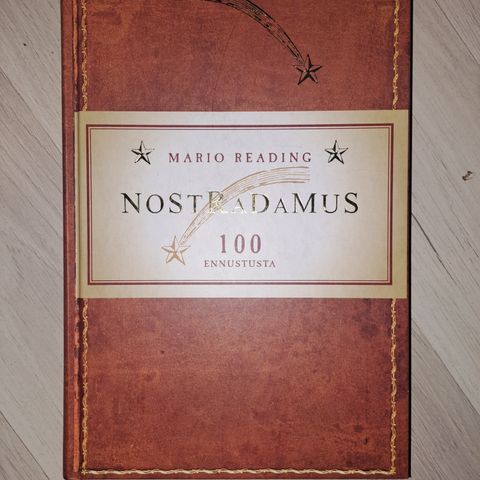 MARIO READING
NOSTRADAMUS
100
ENNUSTUSTA